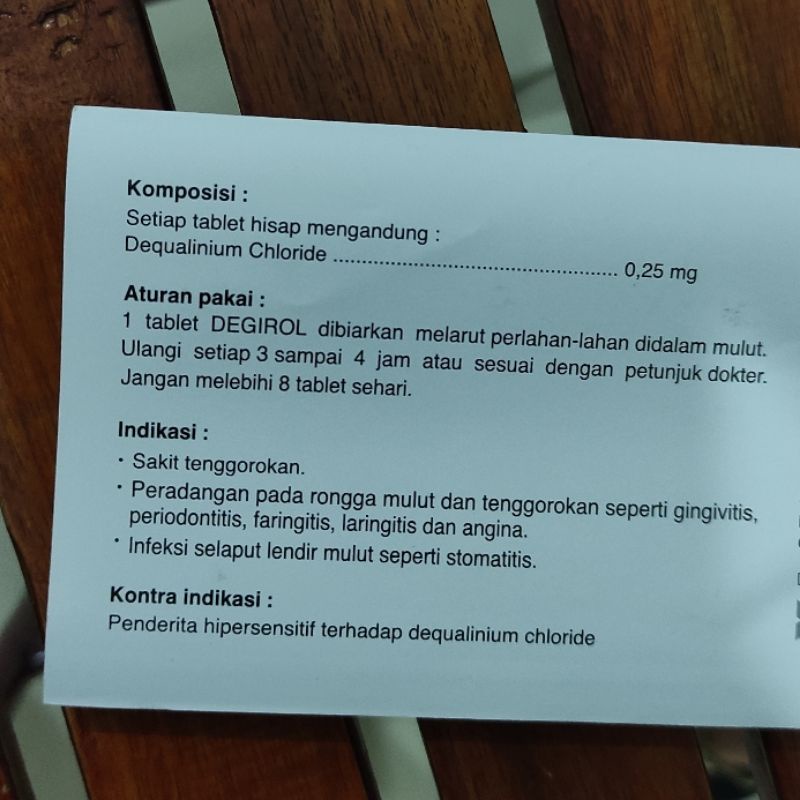 Komposisi :
Setiap tablet hisap mengandung :
Dequalinium Chloride ................................................. 0,25 mg
Aturan pakai :
1 tablet DEGIROL dibiarkan melarut perlahan-lahan didalam mulut.
Ulangi setiap 3 sampai 4 jam atau sesuai dengan petunjuk dokter.
Jangan melebihi 8 tablet sehari.
Indikasi :
· Sakit tenggorokan.
· Peradangan pada rongga mulut dan tenggorokan seperti gingivitis,
periodontitis, faringitis, laringitis dan angina.
· Infeksi selaput lendir mulut seperti stomatitis.
Kontra indikasi :
Penderita hipersensitif terhadap dequalinium chloride